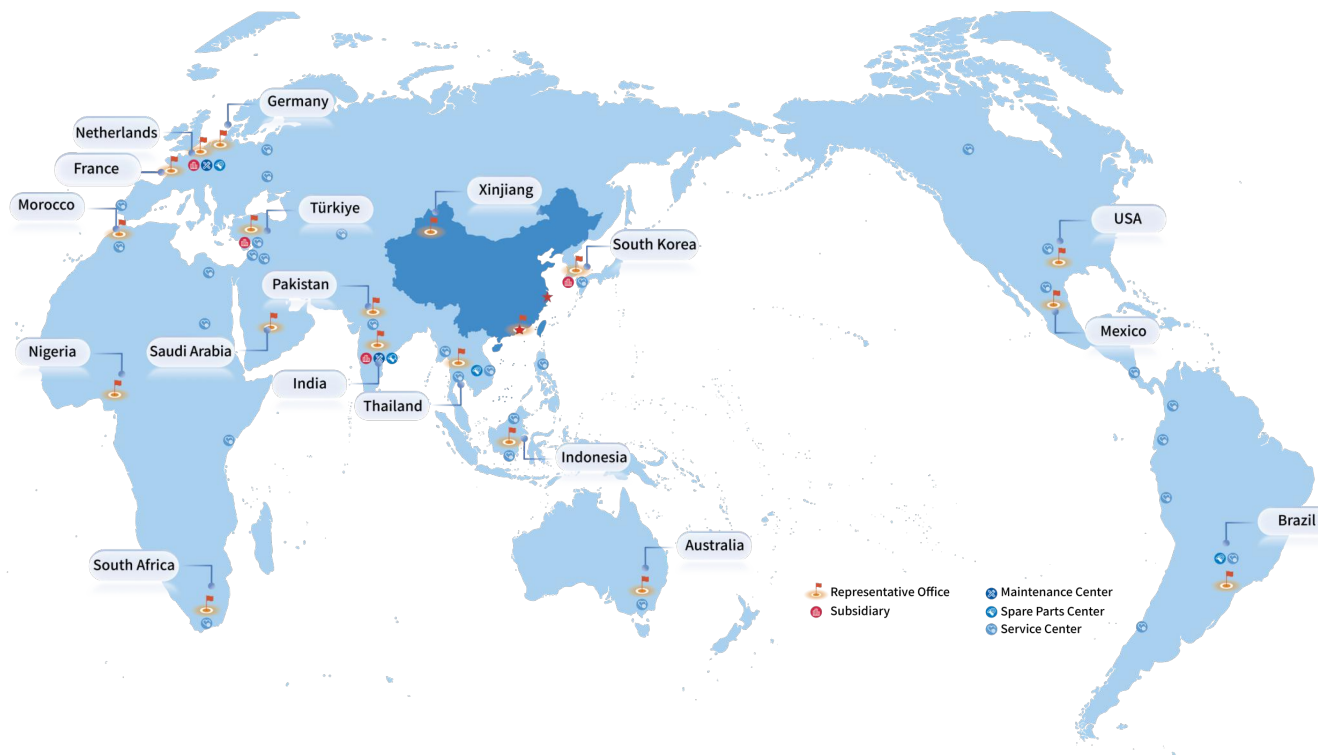 Germany
Netherlands
France
Morocco
Türkiye
Xinjiang
USA
South Korea
Pakistan
Nigeria
Saudi Arabia
Mexico
India
Thailand
Indonesia
Brazil
Australia
South Africa
Representative Office
Subsidiary
Maintenance Center
Spare Parts Center
Service Center